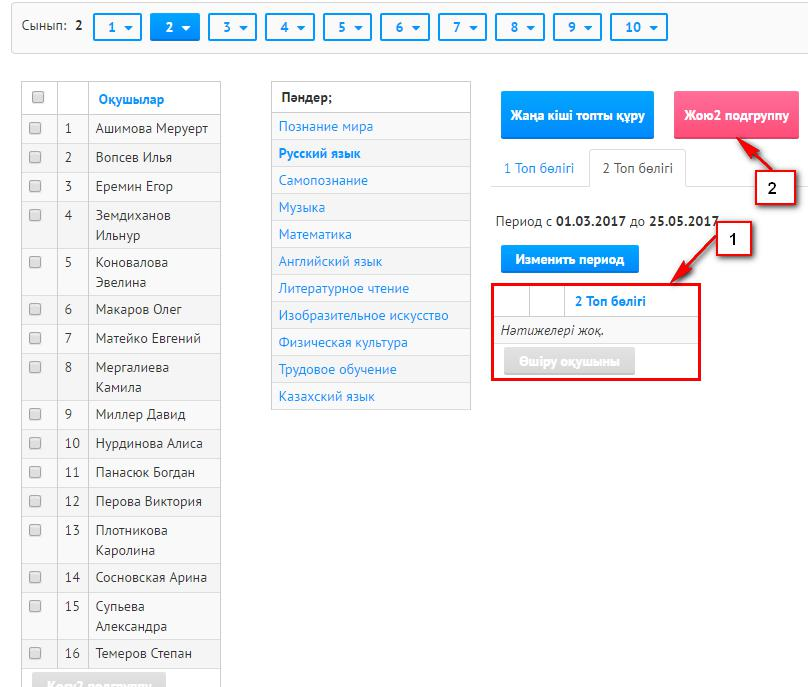 Сынып: 2 1 2 3 4 5 6 7 8 9 10
Оқушылар
1 Ашимова Меруерт
2 Вопсев Илья
3 Еремин Егор
4 Земдиханов
Ильнур
5 Коновалова
Эвелина
6 Макаров Олег
7 Матейко Евгений
8 Мергалиева
Камила
9 Миллер Давид
10 Нурдинова Алиса
11 Панасюк Богдан
12 Перова Виктория
13 Плотникова
Каролина
14 Сосновская Арина
15 Супьева
Александра
16 Темеров Степан
Қосу2 подгруппу
Пәндер;
Познание мира
Русский язык
Самопознание
Музыка
Математика
Английский язык
Литературное чтение
Изобразительное искусство
Физическая культура
Трудовое обучение
Казахский язык
Жаңа кіші топты құру Жою2 подгруппу
1 Топ бөлігі 2 Топ бөлігі
2
Период с 01.03.2017 до 25.05.2017
1
Изменить период
2 Топ бөлігі
Нәтижелері жоқ.
Өшіру оқушыны